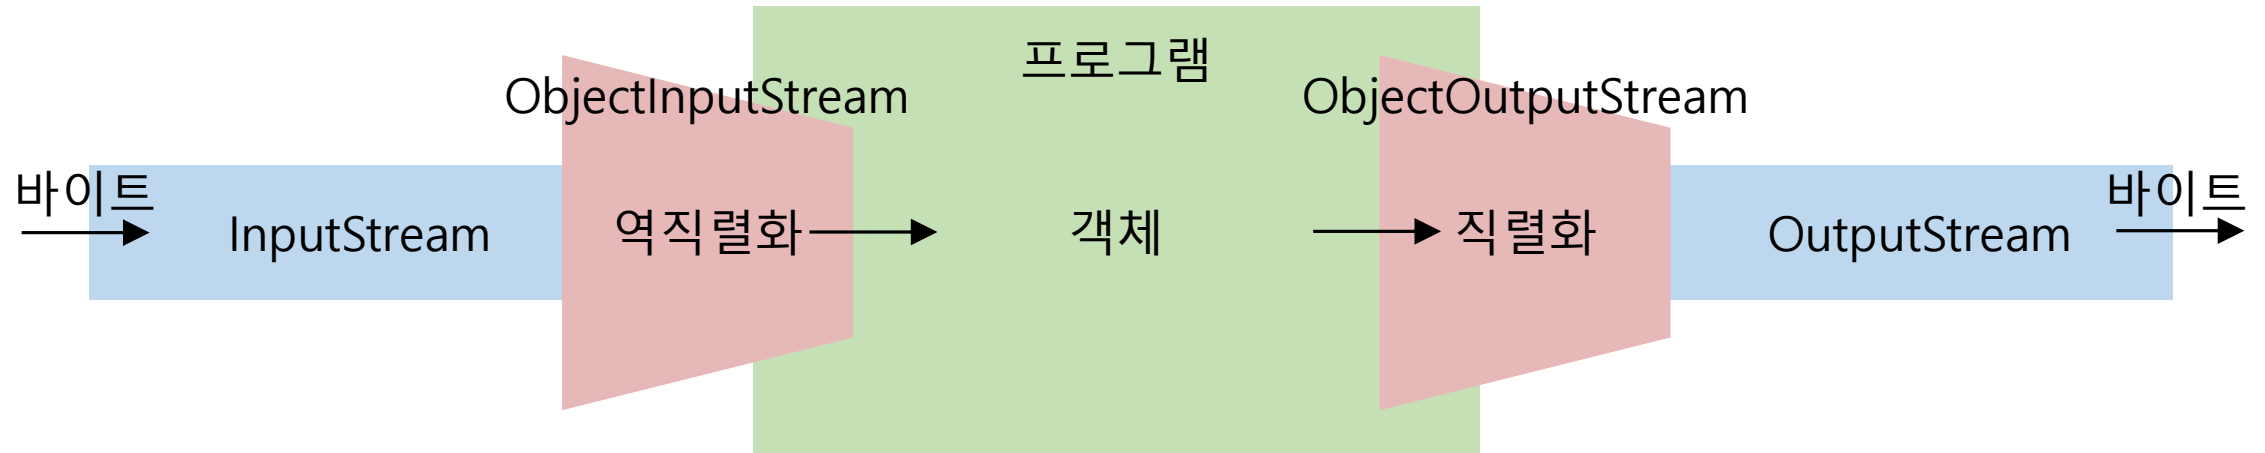 프로그램
ObjectInputStream
ObjectOutputStream
바이트
바이트
InputStream
역직렬화
객체
직렬화
OutputStream